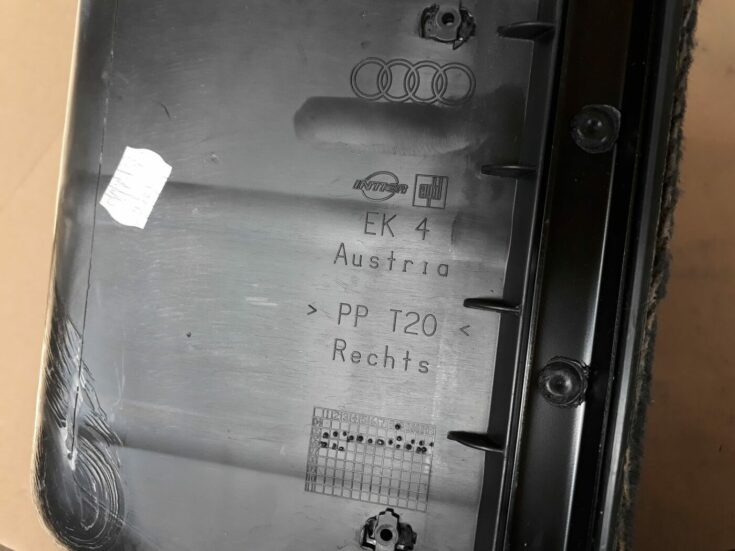 INTIER
EK 4
Austria
> PP T20 <
Rechts